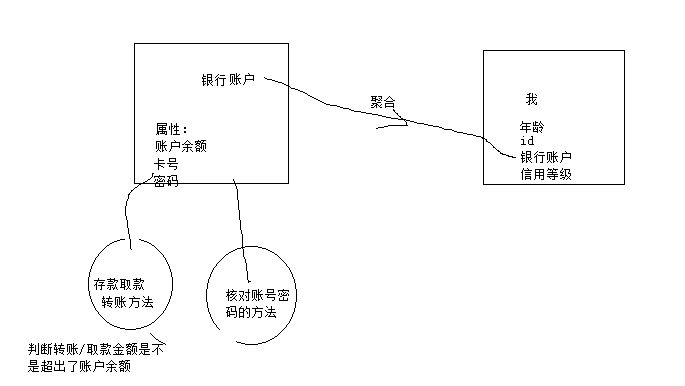 银行账户
属性：
账户余额
卡号
密码
聚合
我
年龄
id
银行账户
信用等级
存款取款
转账方法
核对账号密
码的方法
判断转账/取款金额是不
是超出了账户余额